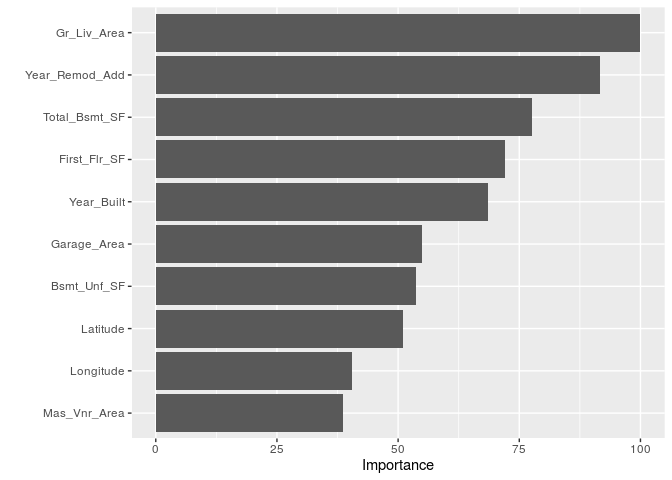 Gr_Liv_Area
Year_Remod_Add
Total_Bsmt_SF
First_Flr_SF
Year_Built
Garage_Area
Bsmt_Unf_SF
Latitude
Longitude
Mas_Vnr_Area
0 25 50 75 100
Importance